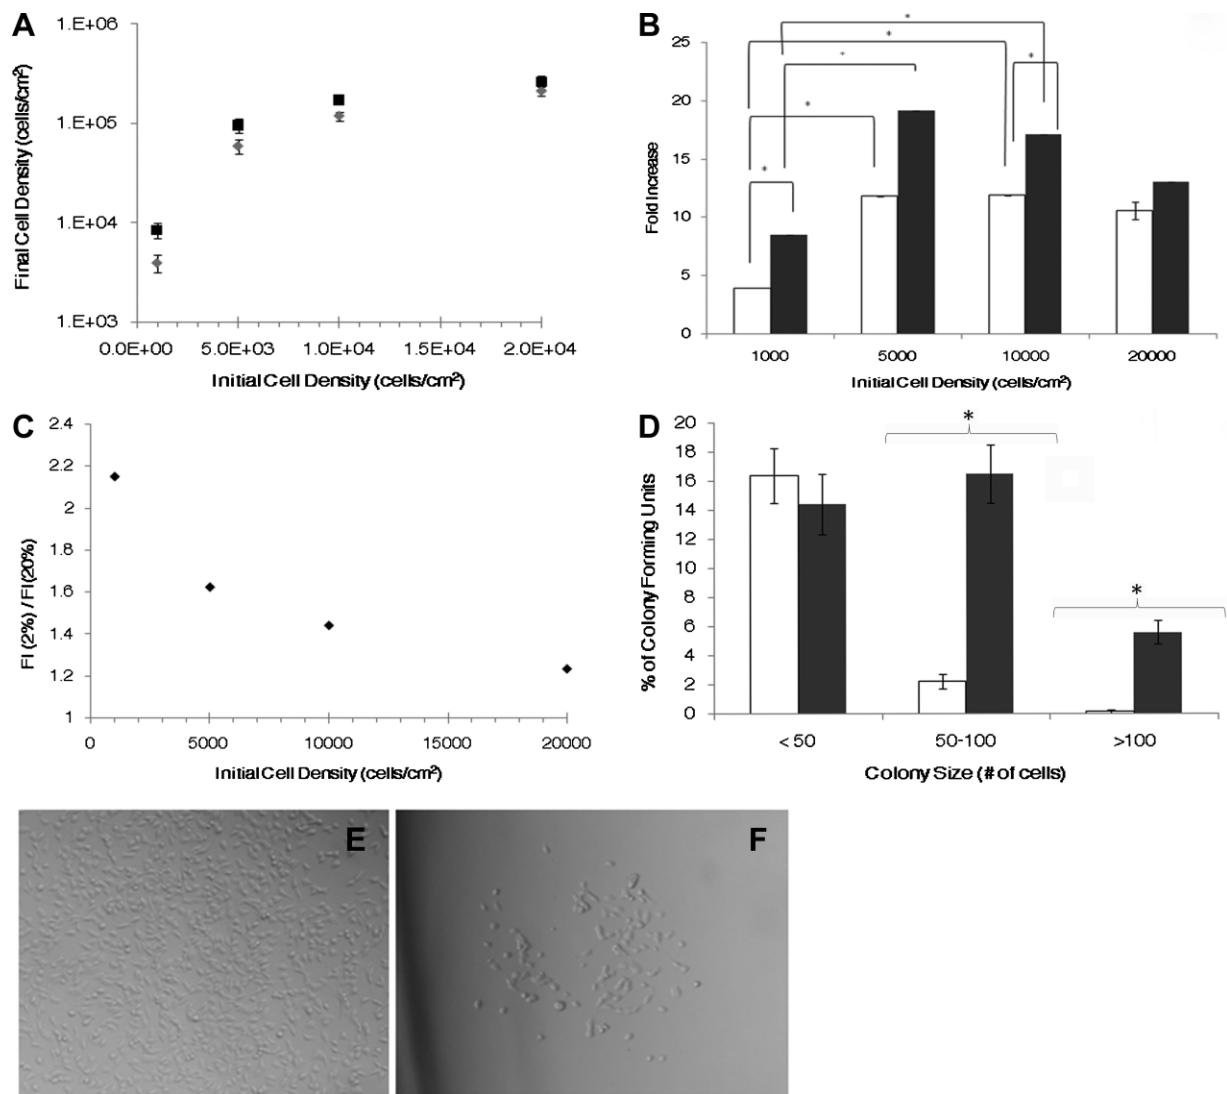 A
Final Cell Density (cells/cm²)
1.E+06
1.E+05
1.E+04
1.E+03
0.0E+00 5.0E+03 1.0E+04 1.5E+04 2.0E+04
Initial Cell Density (cells/cm²)
B
Fold Increase
25
20
15
10
5
0
* * * * * *
1000 5000 10000 20000
Initial Cell Density (cells/cm²)
C
FI (2%) / FI(20%)
2.4
2.2
2
1.8
1.6
1.4
1.2
1
0 5000 10000 15000 20000
Initial Cell Density (cells/cm²)
D
% of Colony Forming Units
20
18
16
14
12
10
8
6
4
2
0
* *
< 50 50-100 >100
Colony Size (# of cells)
E
F